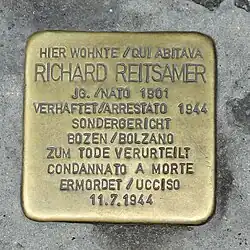 HIER WOHNTE / QUI ABITAVA
RICHARD REITSAMER
JG. / NATO 1901
VERHAFTET / ARRESTATO 1944
SONDERGERICHT
BOZEN / BOLZANO
ZUM TODE VERURTEILT
CONDANNATO A MORTE
ERMORDET / UCCISO
11.7.1944